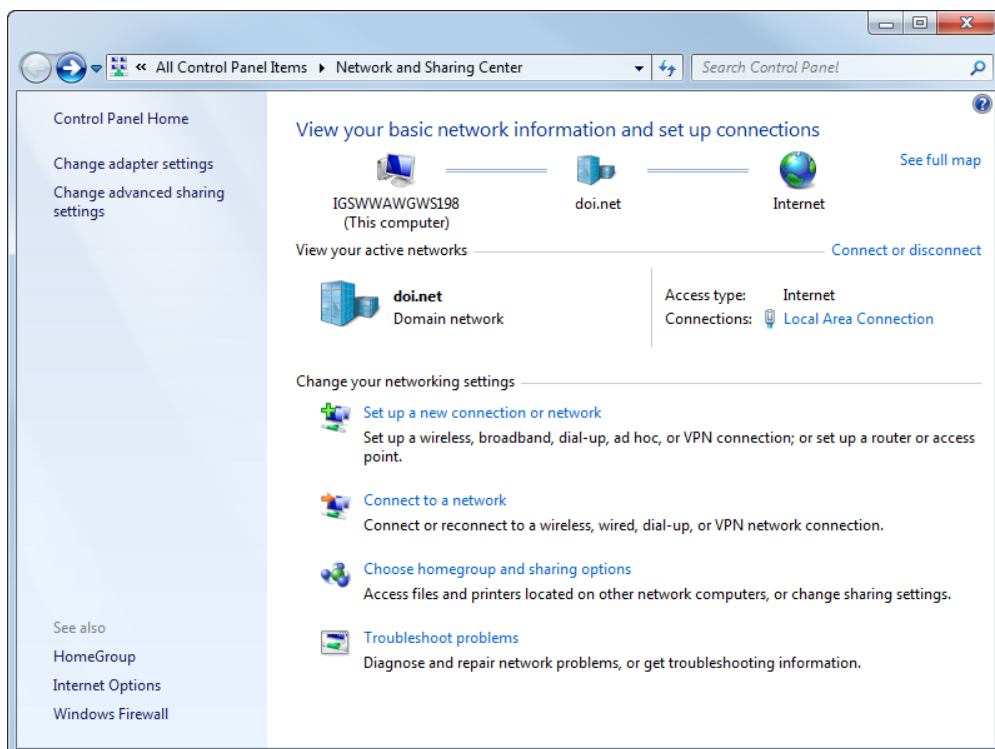 « All Control Panel Items ▸ Network and Sharing Center
Search Control Panel
Control Panel Home
Change adapter settings
Change advanced sharing
settings
See also
HomeGroup
Internet Options
Windows Firewall
View your basic network information and set up connections
See full map
IGSWWAWGWS198
(This computer)
doi.net
Internet
View your active networks
Connect or disconnect
doi.net
Domain network
Access type: Internet
Connections: Local Area Connection
Change your networking settings
Set up a new connection or network
Set up a wireless, broadband, dial-up, ad hoc, or VPN connection; or set up a router or access
point.
Connect to a network
Connect or reconnect to a wireless, wired, dial-up, or VPN network connection.
Choose homegroup and sharing options
Access files and printers located on other network computers, or change sharing settings.
Troubleshoot problems
Diagnose and repair network problems, or get troubleshooting information.